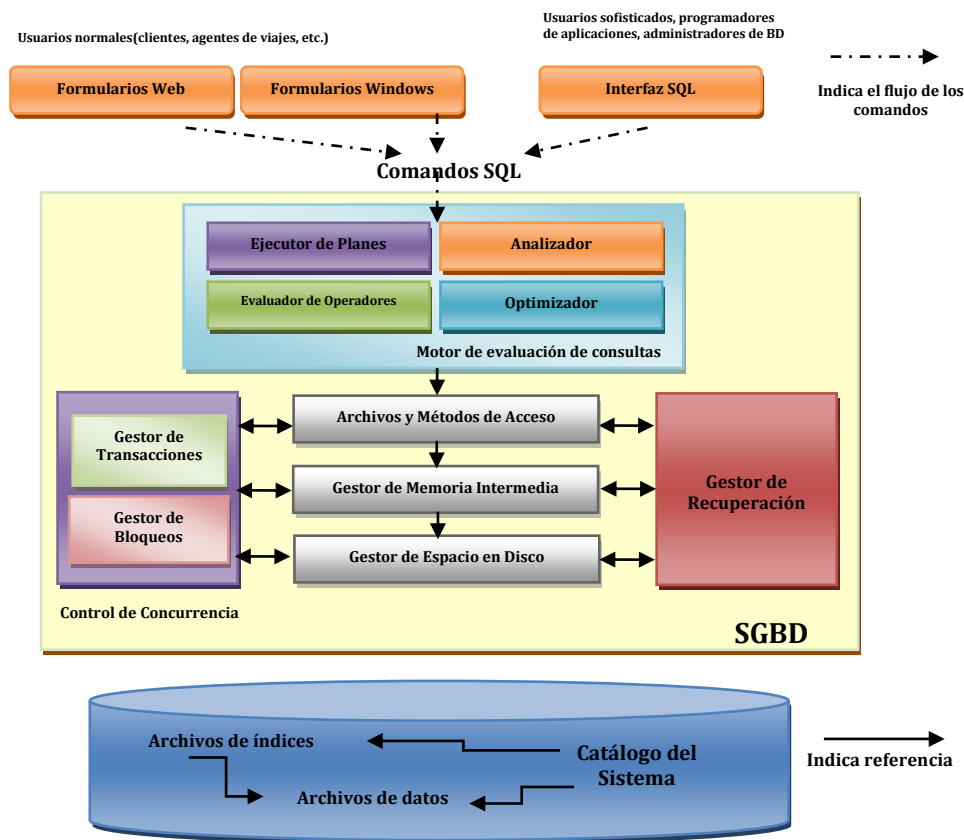 Usuarios normales(clientes, agentes de viajes, etc.)
Usuarios sofisticados, programadores
de aplicaciones, administradores de BD
Formularios Web
Formularios Windows
Interfaz SQL
Indica el flujo de los
comandos
Comandos SQL
Ejecutor de Planes
Analizador
Evaluador de Operadores
Optimizador
Motor de evaluación de consultas
Gestor de
Transacciones
Gestor de
Bloqueos
Control de Concurrencia
Archivos y Métodos de Acceso
Gestor de Memoria Intermedia
Gestor de Espacio en Disco
Gestor de
Recuperación
SGBD
Archivos de índices
Catálogo del
Sistema
Archivos de datos
Indica referencia